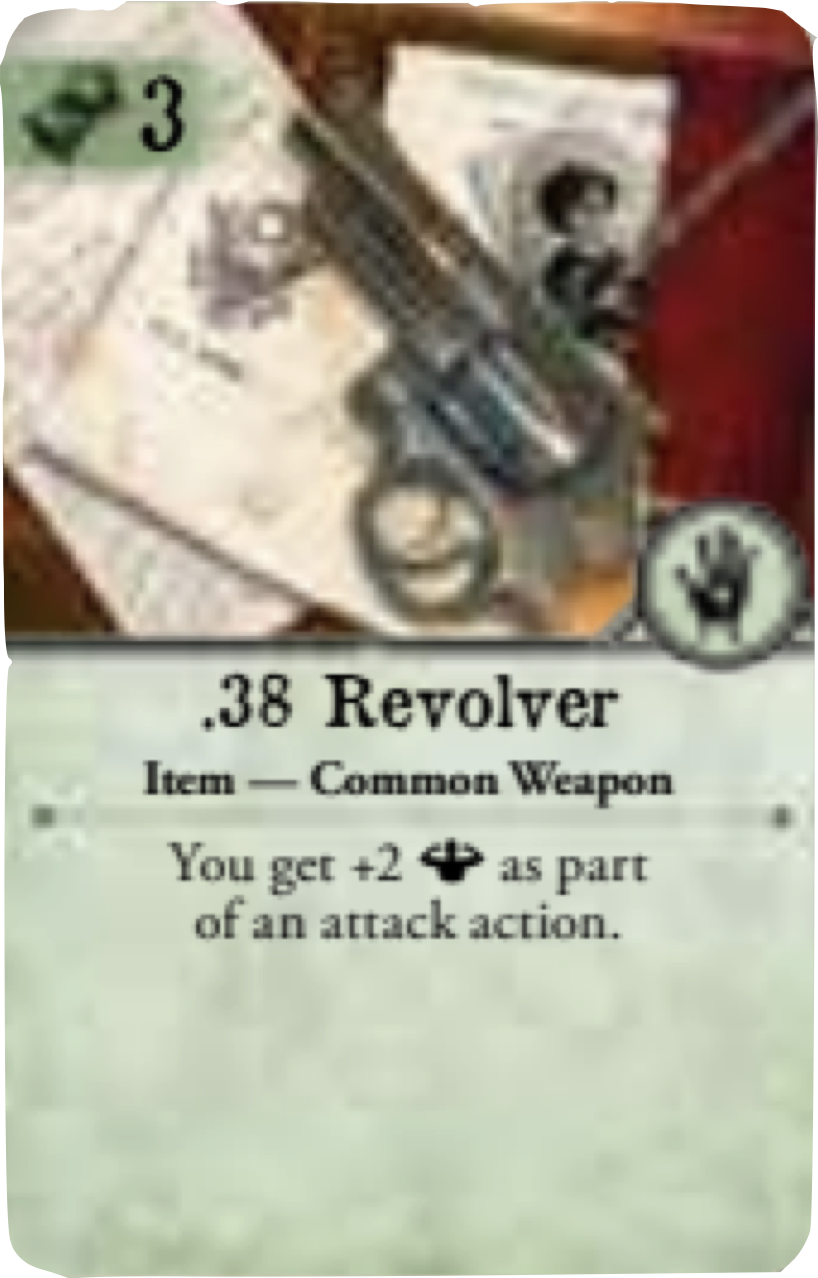 3
.38 Revolver
Item — Common Weapon
You get +2 as part
of an attack action.